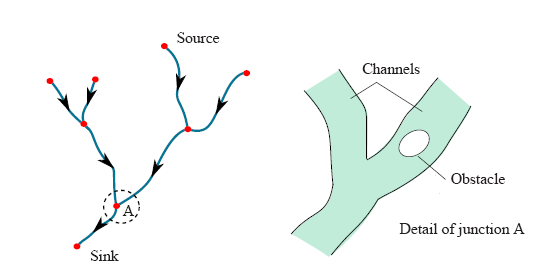 Source
Channels
A
Obstacle
Detail of junction A
Sink